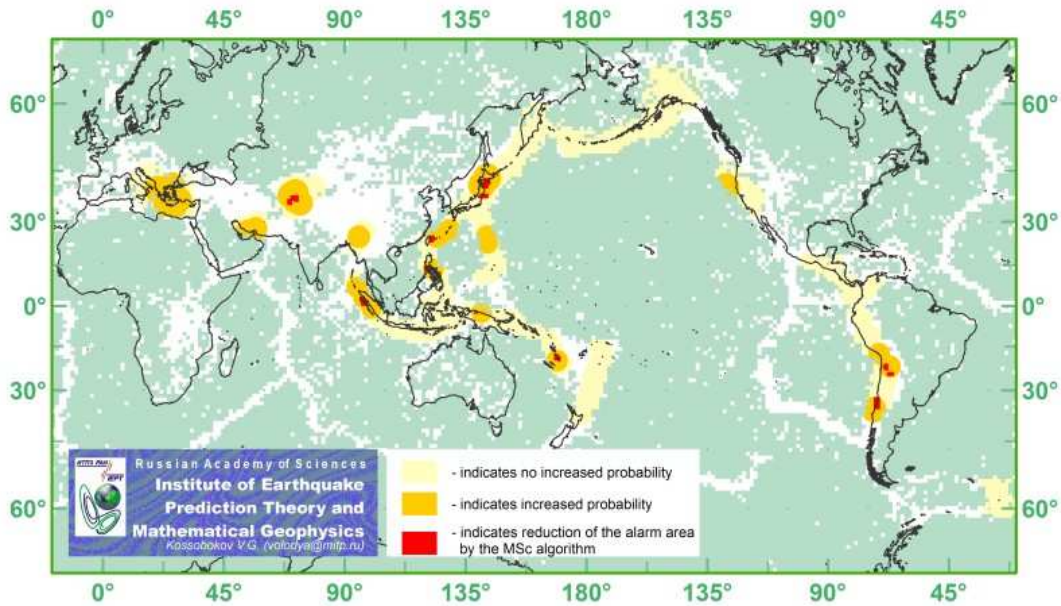 0° 45° 90° 135° 180° 135° 90° 45°
60° 60°
30° 30°
0° 0°
30° 30°
60° 60°
Russian Academy of Sciences
Institute of Earthquake
Prediction Theory and
Mathematical Geophysics
Kossobokov V.G. (volodya@mitp.ru)
- indicates no increased probability
- indicates increased probability
- indicates reduction of the alarm area
by the MSc algorithm
0° 45° 90° 135° 180° 135° 90° 45°